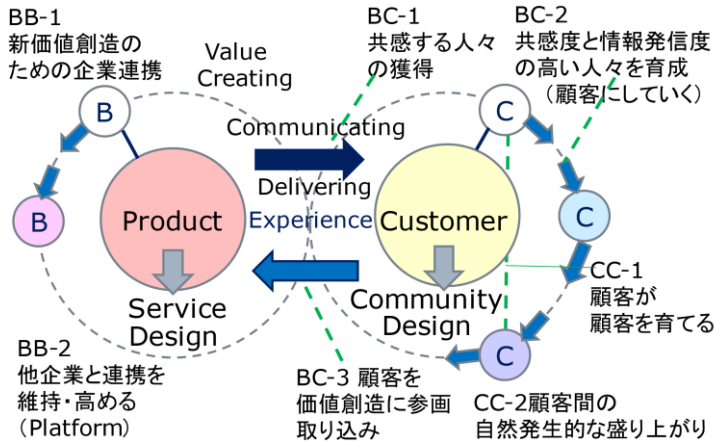 BB-1
新価値創造の
ための企業連携
Value
Creating
BC-1
共感する人々
の獲得
BC-2
共感度と情報発信度
の高い人々を育成
（顧客にしていく）
B
B
Communicating
Delivering
Experience
Product
Customer
C
C
C
Service
Design
Community
Design
CC-1
顧客が
顧客を育てる
BB-2
他企業と連携を
維持・高める
（Platform）
BC-3 顧客を
価値創造に参画
取り込み
CC-2顧客間の
自然発生的な盛り上がり